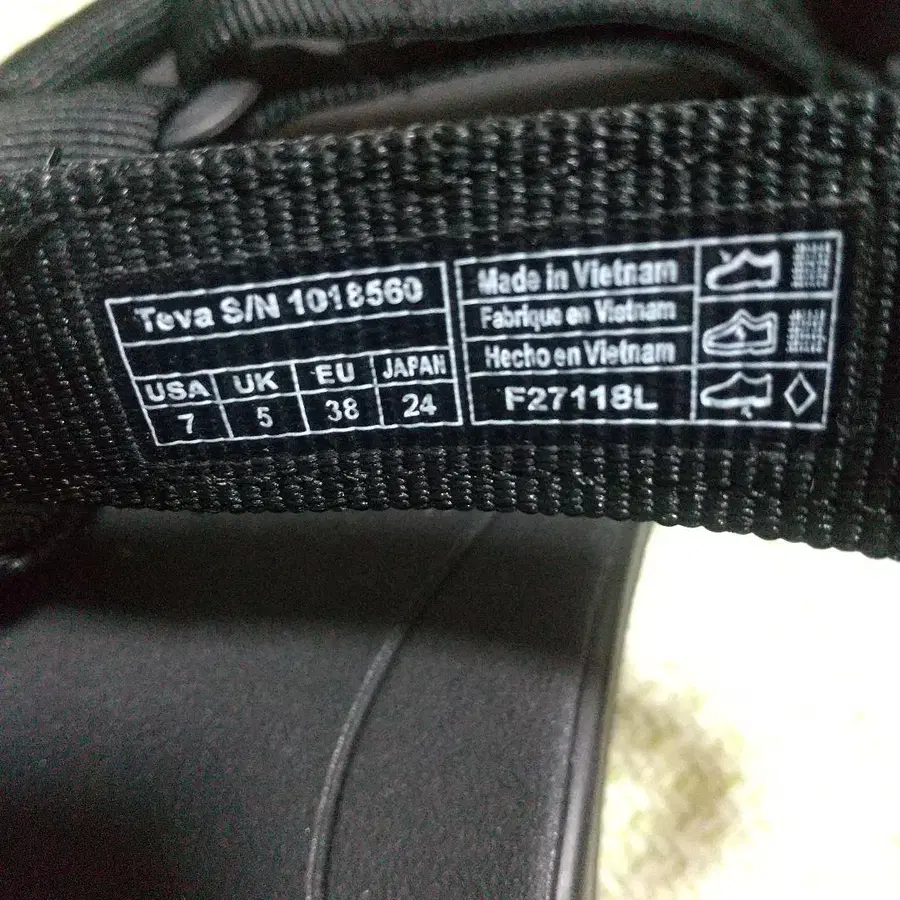 Teva S/N 1018560
USA UK EU JAPAN
7 5 38 24
Made in Vietnam
Fabrique en Vietnam
Hecho en Vietnam
F27118L